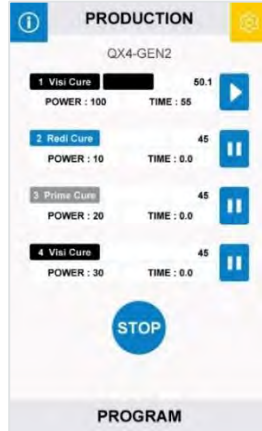 PRODUCTION
QX4-GEN2
1 Visi Cure 50.1
POWER : 100 TIME : 55
2 Redi Cure 45
POWER : 10 TIME : 0.0
3 Prime Cure 45
POWER : 20 TIME : 0.0
4 Visi Cure 45
POWER : 30 TIME : 0.0
STOP
PROGRAM